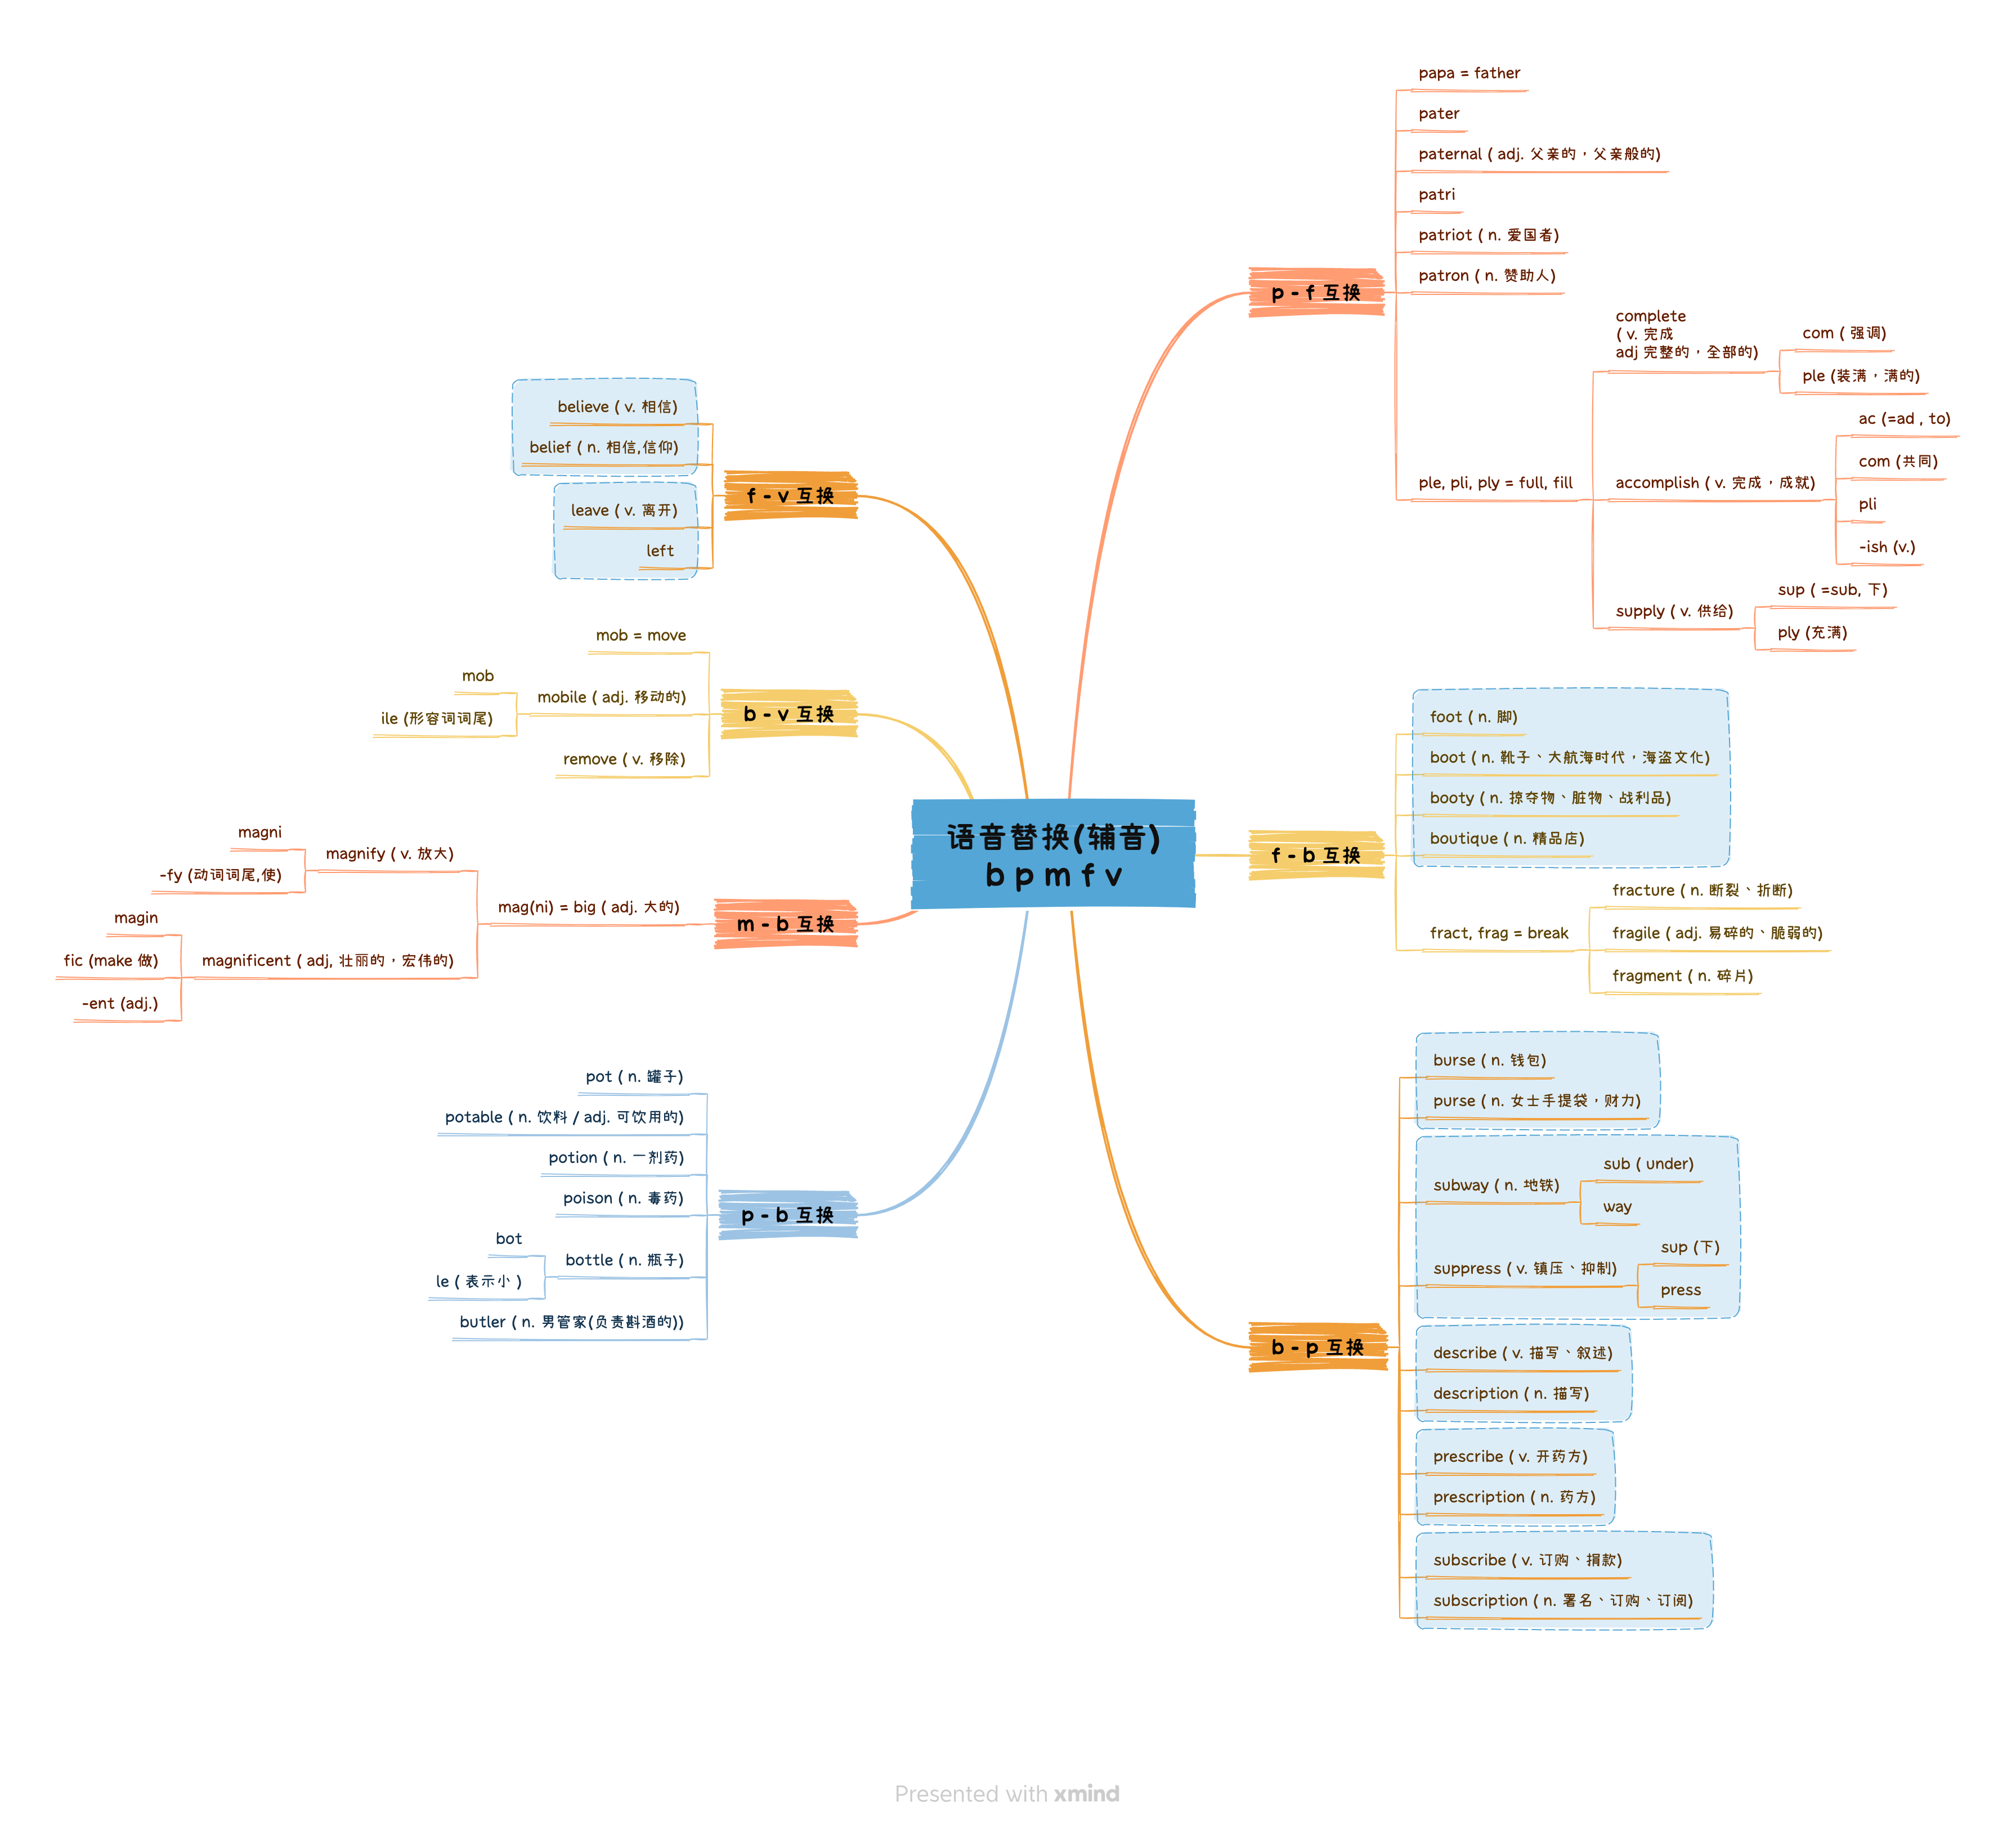 语音替换(辅音)
b p m f v
p - f 互换
papa = father
pater
paternal ( adj. 父亲的，父亲般的)
patri
patriot ( n. 爱国者)
patron ( n. 赞助人)
ple, pli, ply = full, fill
complete
( v. 完成
adj 完整的，全部的)
com ( 强调)
ple (装满，满的)
accomplish ( v. 完成，成就)
ac (=ad , to)
com (共同)
pli
-ish (v.)
supply ( v. 供给)
sup ( =sub, 下)
ply (充满)
f - b 互换
foot ( n. 脚)
boot ( n. 靴子、大航海时代，海盗文化)
booty ( n. 掠夺物、脏物、战利品)
boutique ( n. 精品店)
fract, frag = break
fracture ( n. 断裂、折断)
fragile ( adj. 易碎的、脆弱的)
fragment ( n. 碎片)
b - p 互换
burse ( n. 钱包)
purse ( n. 女士手提袋，财力)
subway ( n. 地铁)
sub ( under)
way
suppress ( v. 镇压、抑制)
sup (下)
press
describe ( v. 描写、叙述)
description ( n. 描写)
prescribe ( v. 开药方)
prescription ( n. 药方)
subscribe ( v. 订购、捐款)
subscription ( n. 署名、订购、订阅)
f - v 互换
believe ( v. 相信)
belief ( n. 相信,信仰)
leave ( v. 离开)
left
b - v 互换
mob = move
mobile ( adj. 移动的)
mob
ile (形容词词尾)
remove ( v. 移除)
m - b 互换
mag(ni) = big ( adj. 大的)
magnify ( v. 放大)
magni
-fy (动词词尾,使)
magnificent ( adj, 壮丽的，宏伟的)
magin
fic (make 做)
-ent (adj.)
p - b 互换
pot ( n. 罐子)
potable ( n. 饮料 / adj. 可饮用的)
potion ( n. 一剂药)
poison ( n. 毒药)
bottle ( n. 瓶子)
bot
le ( 表示小 )
butler ( n. 男管家(负责斟酒的))
Presented with xmind